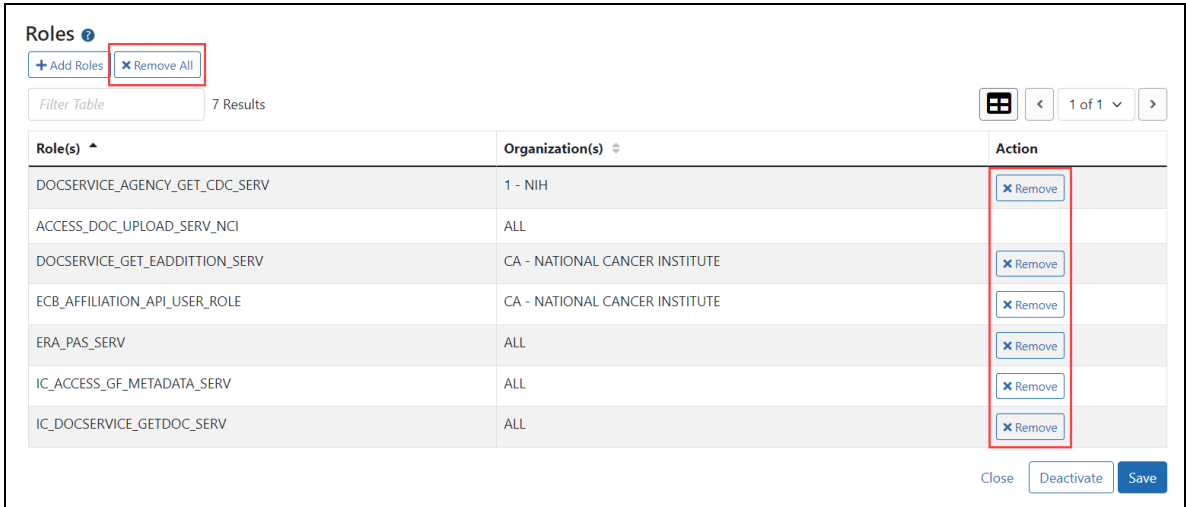 Roles ?
+ Add Roles × Remove All
Filter Table 7 Results 1 of 1
Role(s) Organization(s) Action
DOCSERVICE_AGENCY_GET_CDC_SERV 1 - NIH × Remove
ACCESS_DOC_UPLOAD_SERV_NCI ALL
DOCSERVICE_GET_EADDITTION_SERV CA - NATIONAL CANCER INSTITUTE × Remove
ECB_AFFILIATION_API_USER_ROLE CA - NATIONAL CANCER INSTITUTE × Remove
ERA_PAS_SERV ALL × Remove
IC_ACCESS_GF_METADATA_SERV ALL × Remove
IC_DOCSERVICE_GETDOC_SERV ALL × Remove
Close Deactivate Save